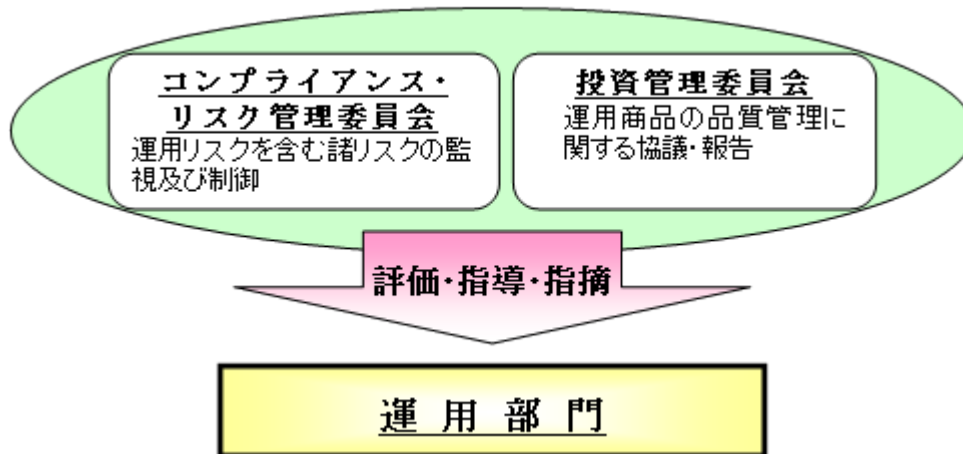 コンプライアンス・
リスク管理委員会
運用リスクを含む諸リスクの監
視及び制御
投資管理委員会
運用商品の品質管理に
関する協議・報告
評価・指導・指摘
運用部門